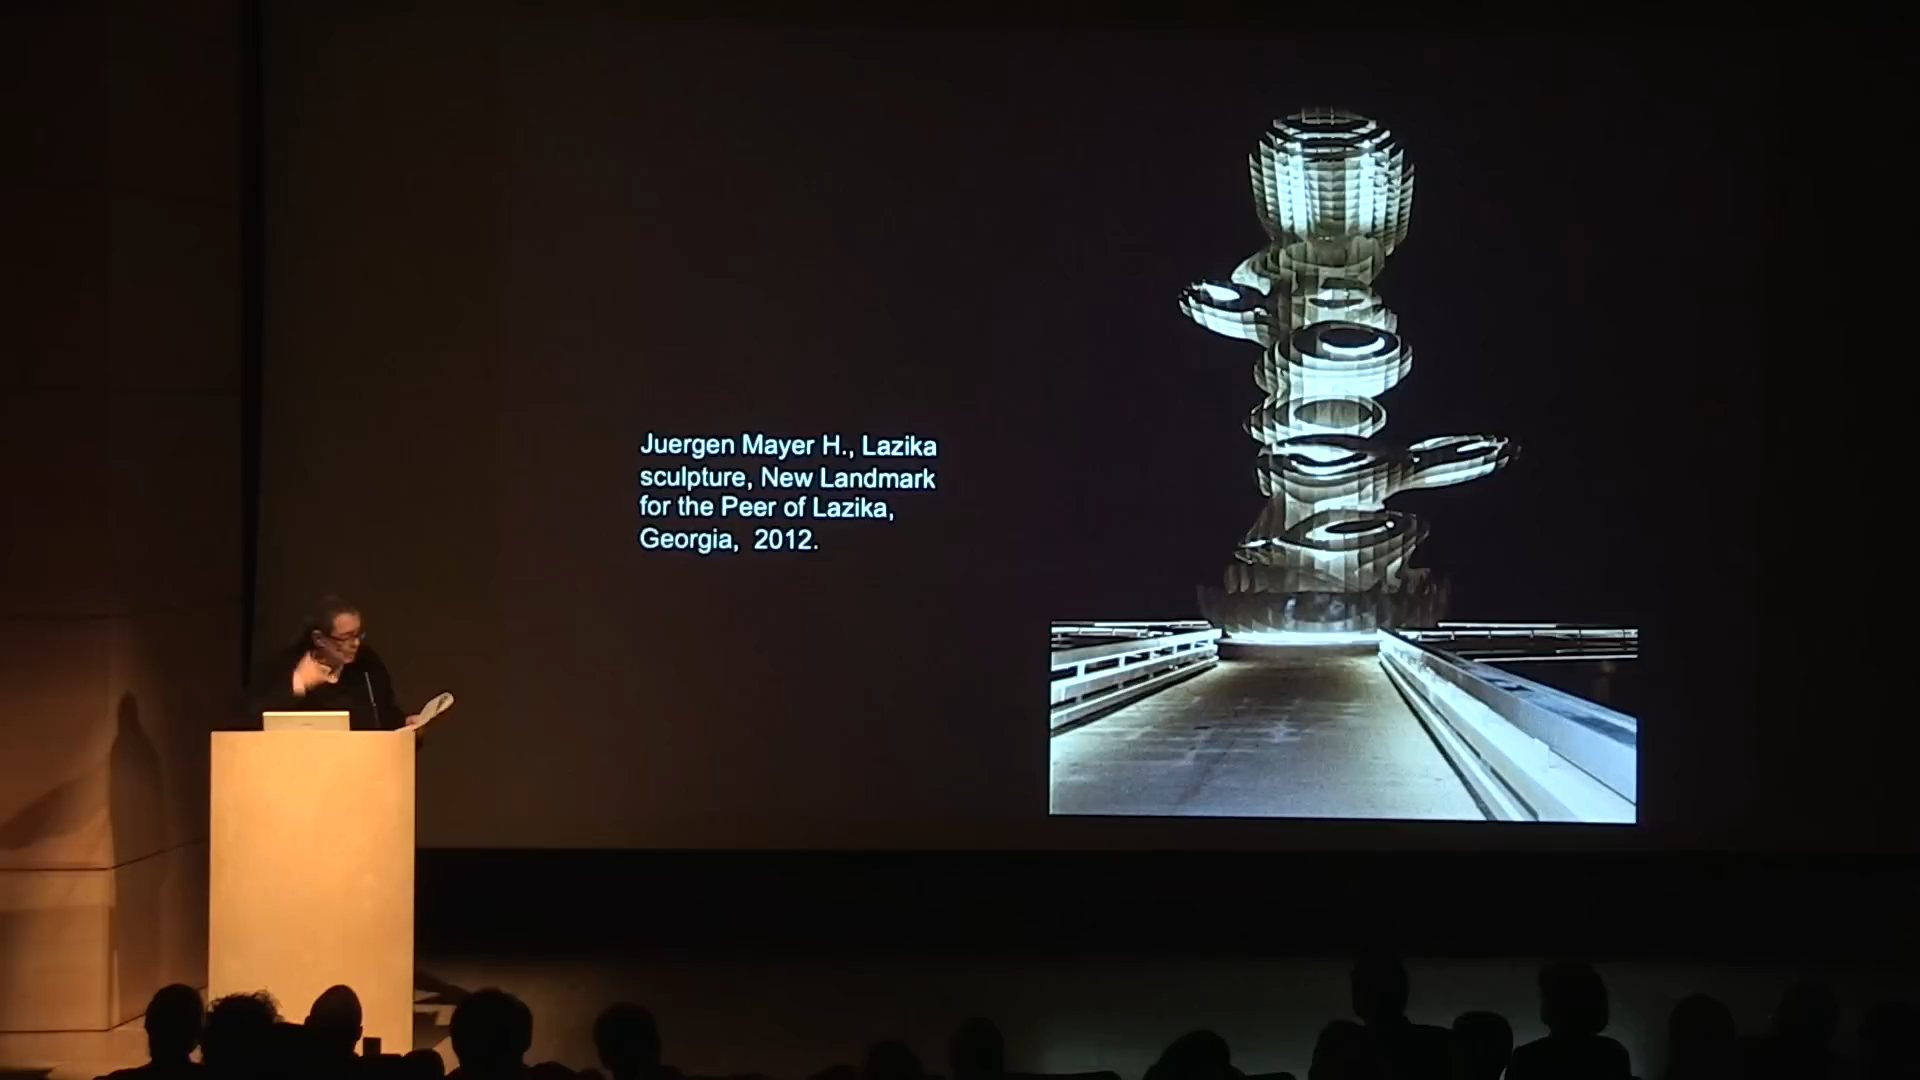 Juergen Mayer H., Lazika
sculpture, New Landmark
for the Peer of Lazika,
Georgia,  2012.